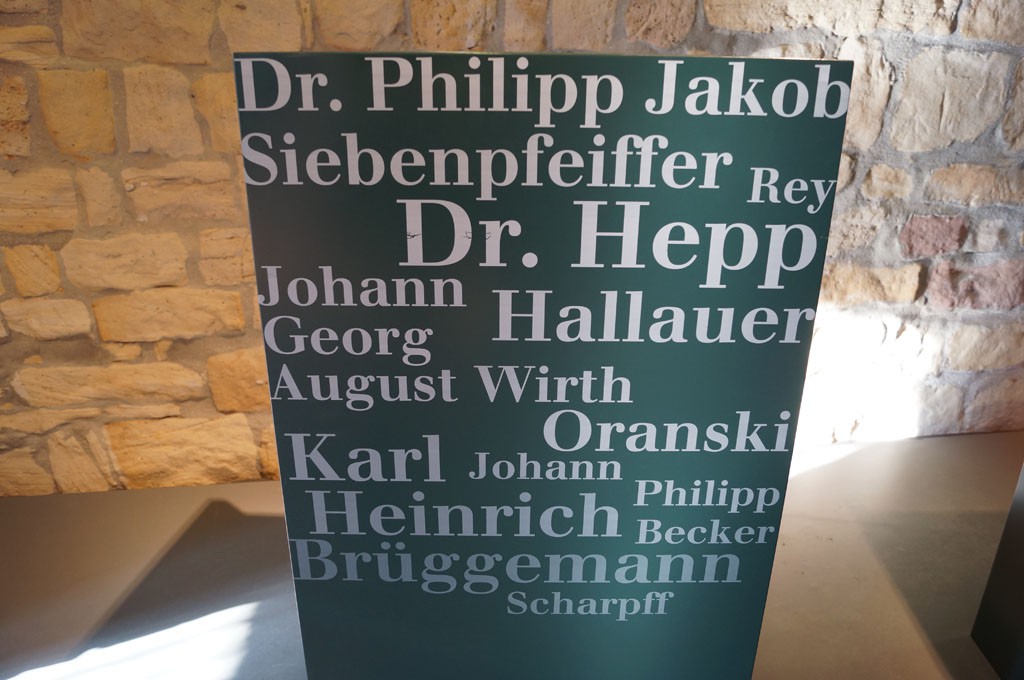 Dr. Philipp Jakob
Siebenpfeiffer
Rey
Dr. Hepp
Johann
Georg
August Wirth
Hallauer
Oranski
Karl
Heinrich
Brüggemann
Johann
Philipp
Becker
Scharpff